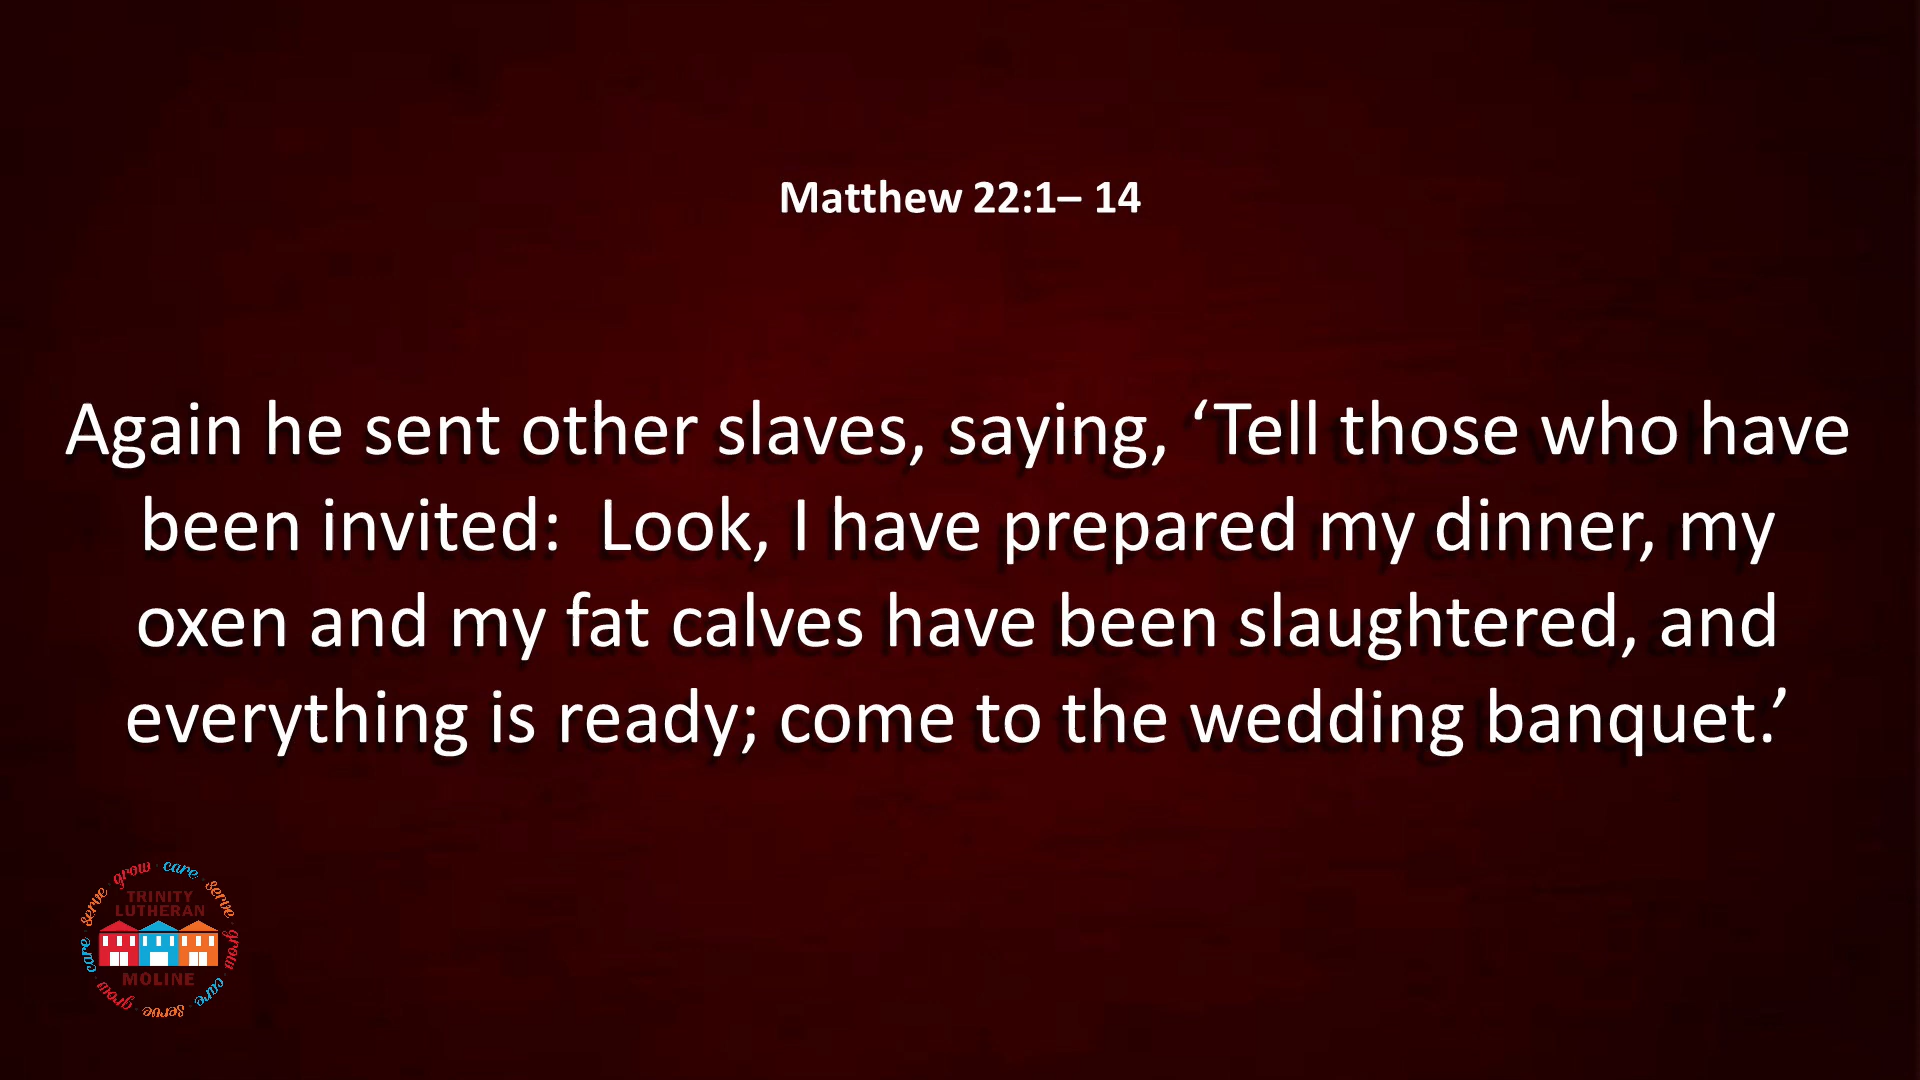 Matthew 22:1– 14
Again he sent other slaves, saying, ‘Tell those who have
been invited:  Look, I have prepared my dinner, my
oxen and my fat calves have been slaughtered, and
everything is ready; come to the wedding banquet.’
serve · grow · care · serve · grow · care · serve · grow · care
TRINITY
LUTHERAN
MOLINE